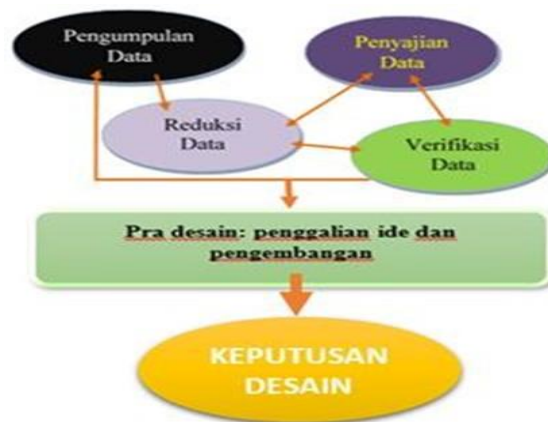 Pengumpulan
Data
Penyajian
Data
Reduksi
Data
Verifikasi
Data
Pra desain: penggalian ide dan
pengembangan
KEPUTUSAN
DESAIN